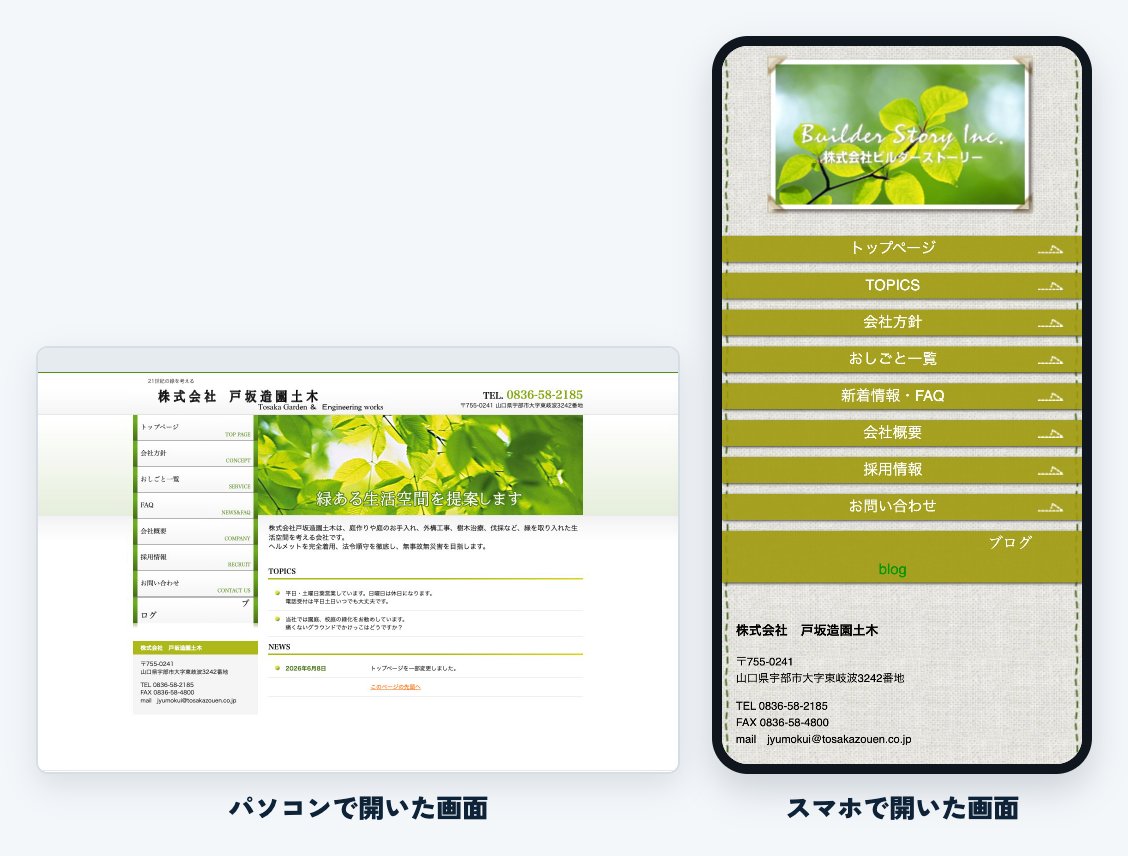 21世紀の緑を考える
株式会社 戸坂造園土木
Tosaka Garden & Engineering works
TEL. 0836-58-2185
〒755-0241 山口県宇部市大字東岐波3242番地
トップページ
TOP PAGE
会社方針
CONCEPT
おしごと一覧
SERVICE
FAQ
NEWS&FAQ
会社概要
COMPANY
採用情報
RECRUIT
お問い合わせ
CONTACT US
ブ
ログ
株式会社 戸坂造園土木
〒755-0241
山口県宇部市大字東岐波3242番地
TEL 0836-58-2185
FAX 0836-58-4800
mail jyumokui@tosakazouen.co.jp
緑ある生活空間を提案します
株式会社戸坂造園土木は、庭作りや庭のお手入れ、外構工事、樹木治療、伐採など、緑を取り入れた生
活空間を考える会社です。
ヘルメットを完全着用、法令順守を徹底し、無事故無災害を目指します。
TOPICS
平日・土曜日業営業しています。日曜日は休日になります。
電話受付は平日土日いつでも大丈夫です。
当社では園庭、校庭の緑化をお勧めしています。
痛くないグラウンドでかけっこはどうですか？
NEWS
2026年6月8日 トップページを一部変更しました。
このページの先頭へ
パソコンで開いた画面
Builder Story Inc.
株式会社ビルダーストーリー
トップページ
TOPICS
会社方針
おしごと一覧
新着情報・FAQ
会社概要
採用情報
お問い合わせ
ブログ
blog
株式会社 戸坂造園土木
〒755-0241
山口県宇部市大字東岐波3242番地
TEL 0836-58-2185
FAX 0836-58-4800
mail jyumokui@tosakazouen.co.jp
スマホで開いた画面